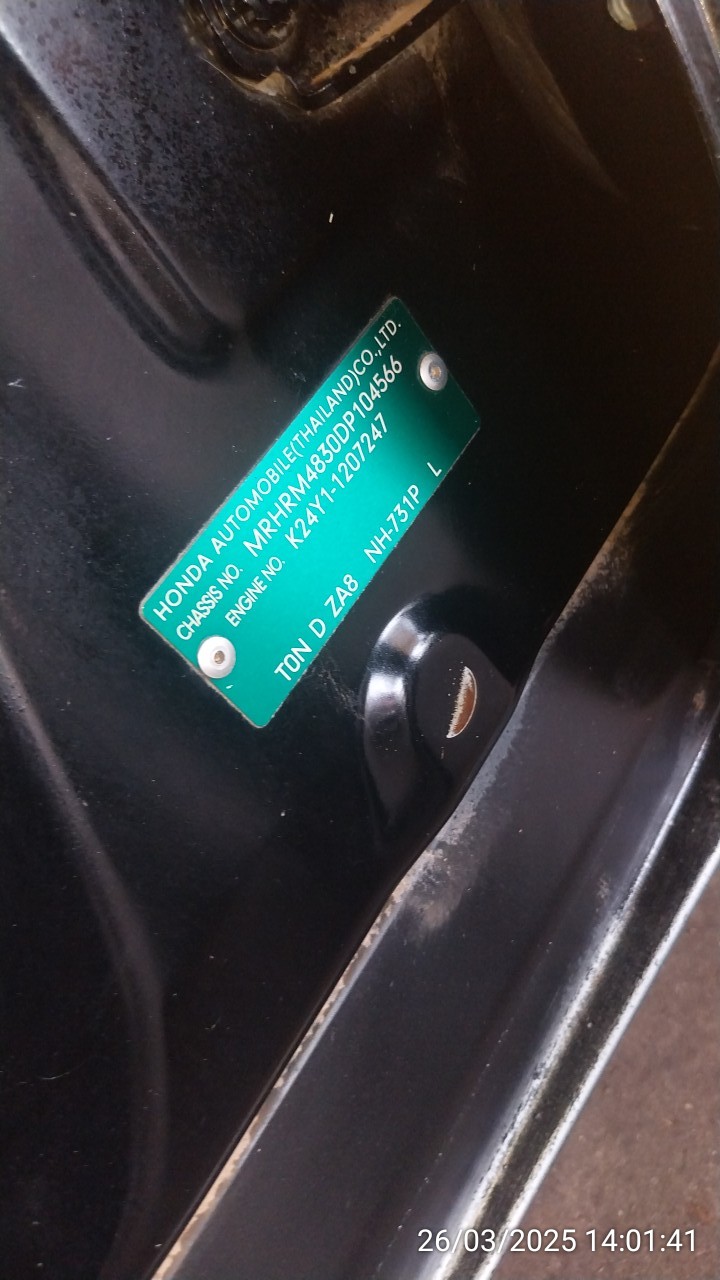 HONDA AUTOMOBILE(THAILAND)CO.,LTD.
CHASSIS NO. MRHRM4830DP104566
ENGINE NO. K24Y1-1207247
T0N D ZA8 NH-731P L
26/03/2025 14:01:41